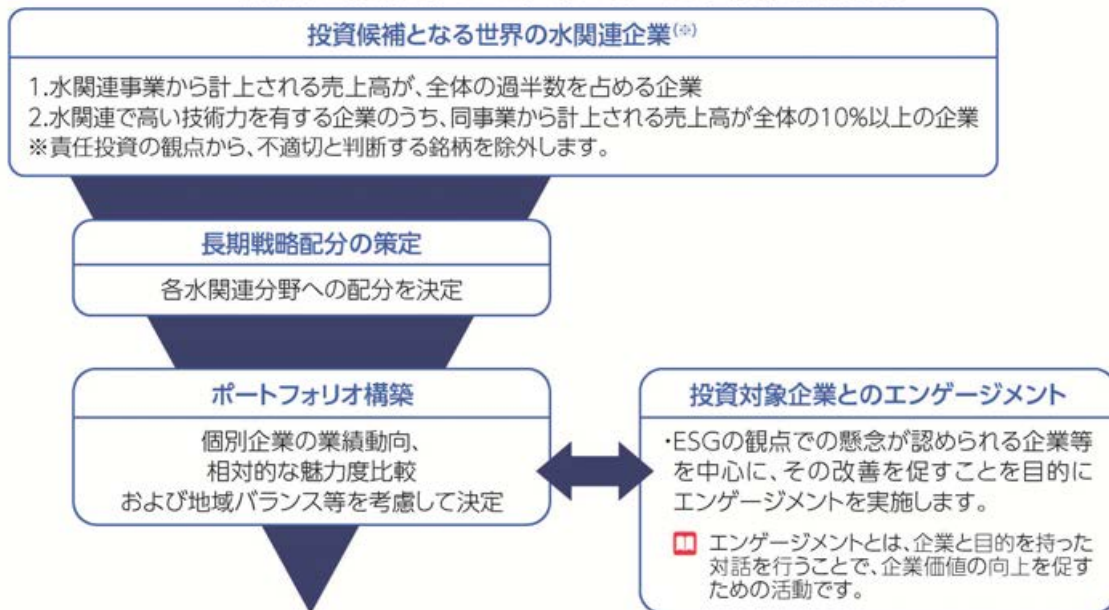 投資候補となる世界の水関連企業(※)
1.水関連事業から計上される売上高が、全体の過半数を占める企業
2.水関連で高い技術力を有する企業のうち、同事業から計上される売上高が全体の10%以上の企業
※責任投資の観点から、不適切と判断する銘柄を除外します。
長期戦略配分の策定
各水関連分野への配分を決定
ポートフォリオ構築
個別企業の業績動向、
相対的な魅力度比較
および地域バランス等を考慮して決定
投資対象企業とのエンゲージメント
・ESGの観点での懸念が認められる企業等
を中心に、その改善を促すことを目的に
エンゲージメントを実施します。
エンゲージメントとは、企業と目的を持った
対話を行うことで、企業価値の向上を促す
ための活動です。